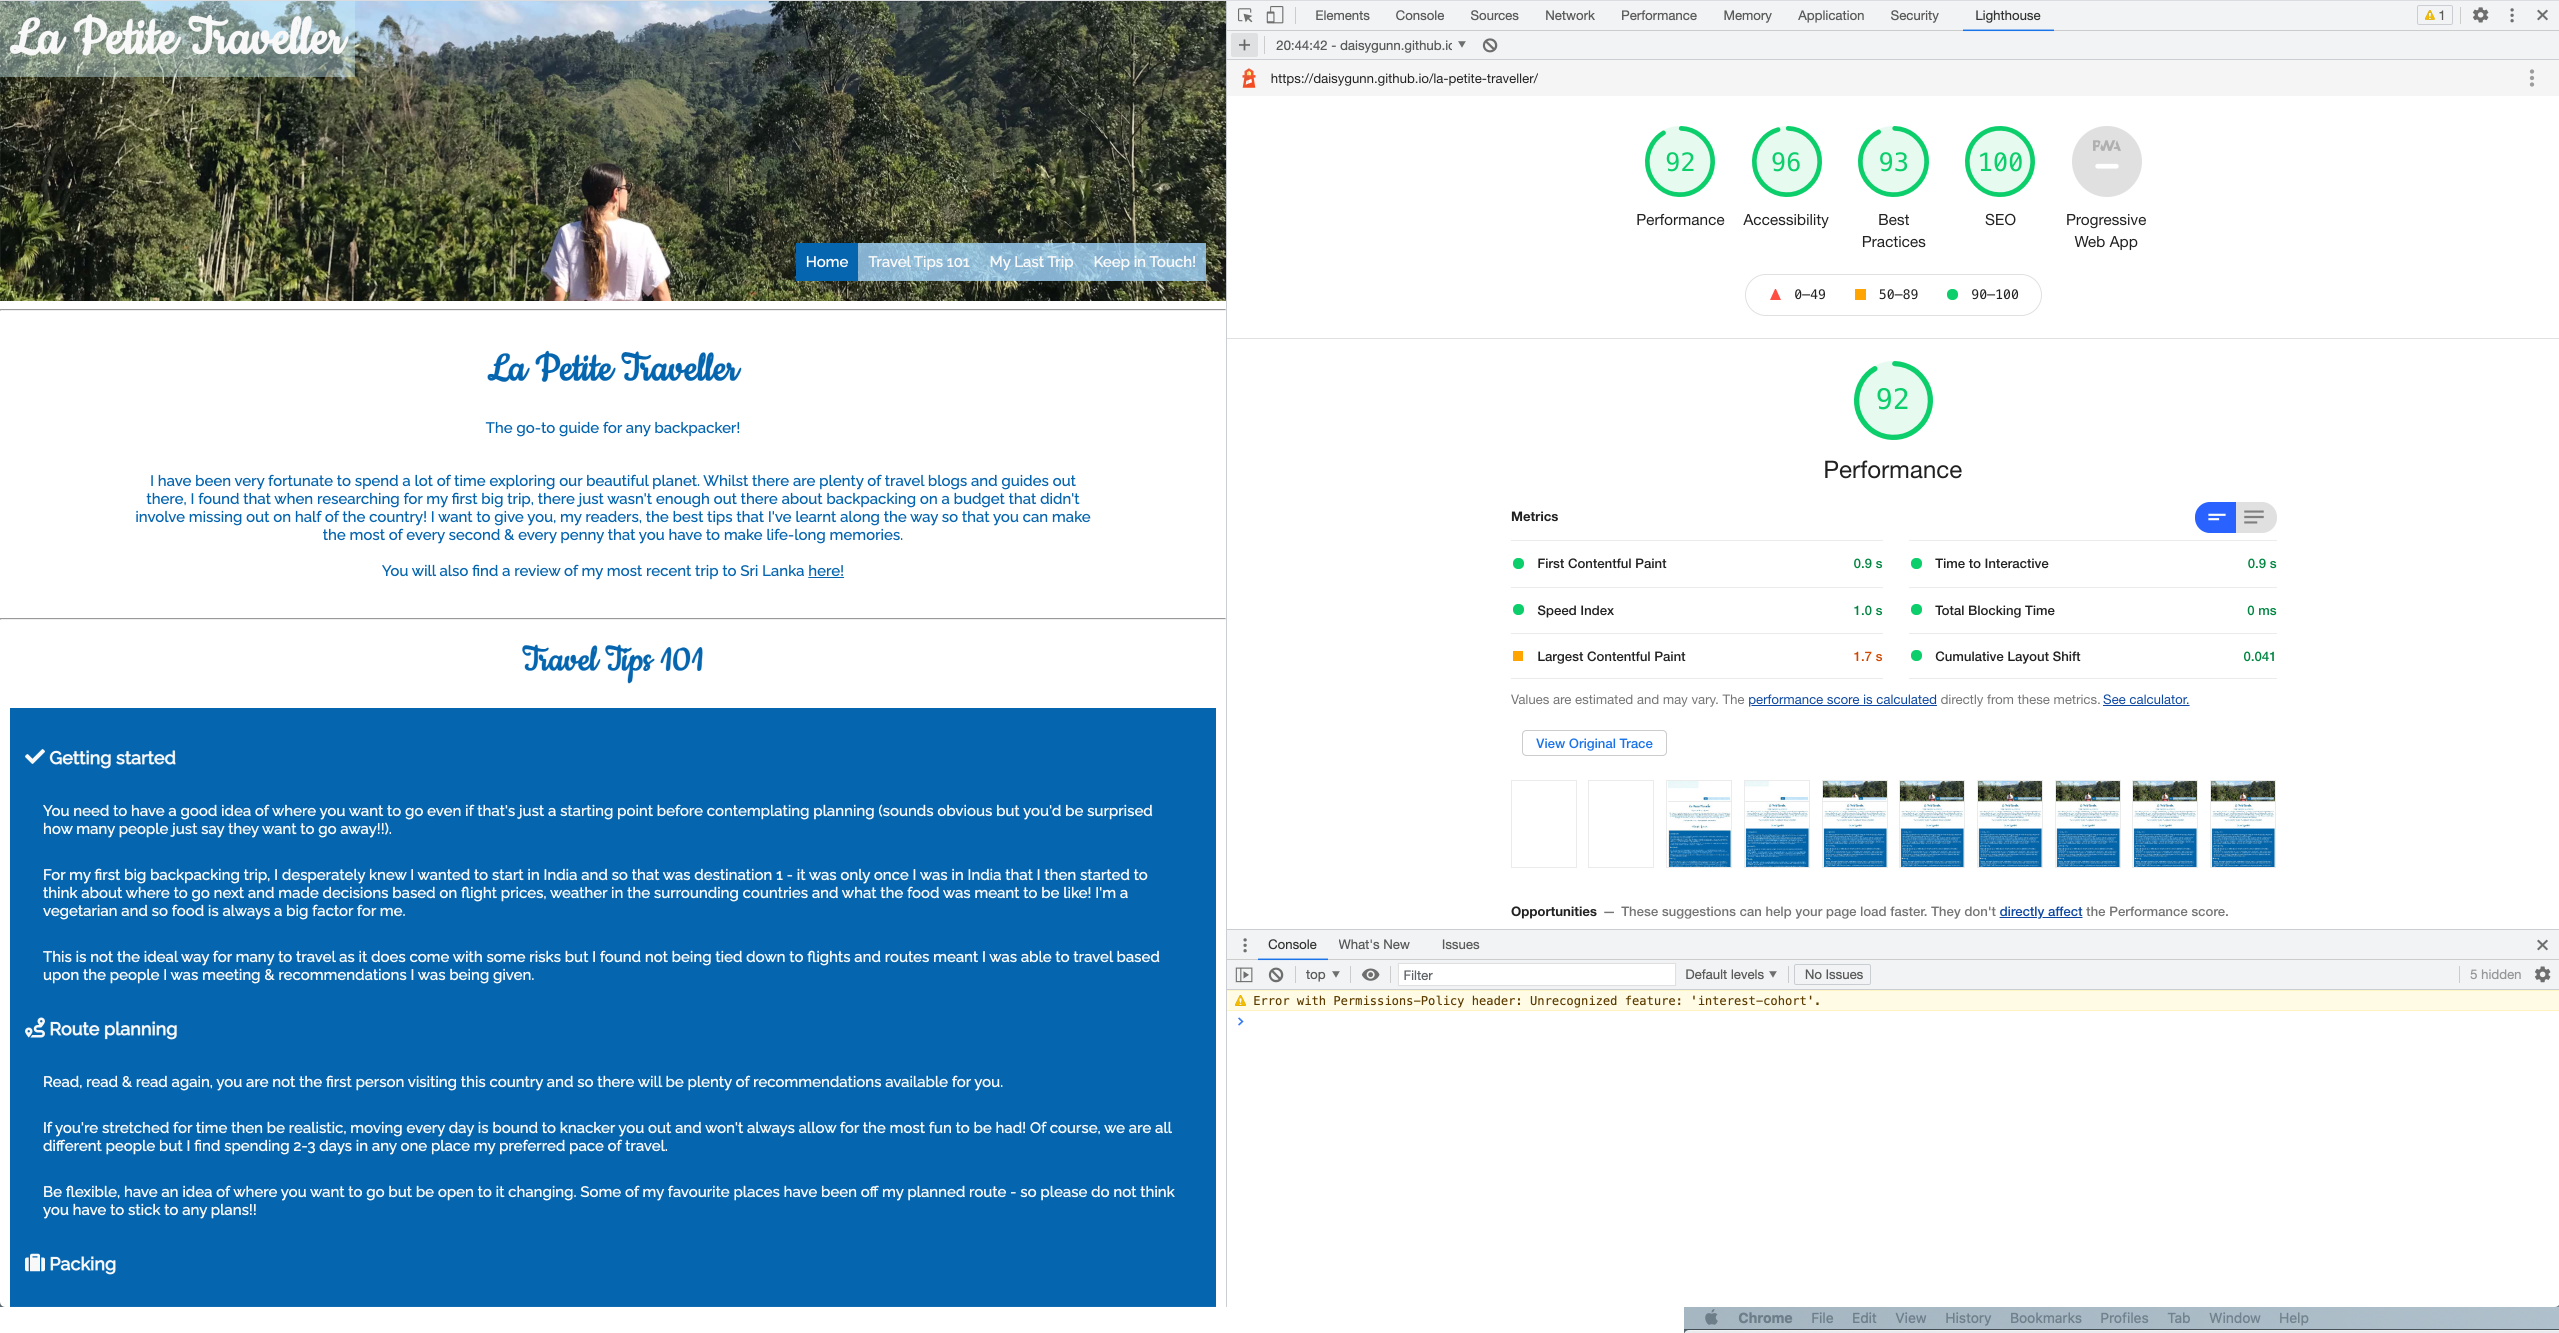 La Petite Traveller
Home Travel Tips 101 My Last Trip Keep in Touch!
La Petite Traveller
The go-to guide for any backpacker!
I have been very fortunate to spend a lot of time exploring our beautiful planet. Whilst there are plenty of travel blogs and guides out
there, I found that when researching for my first big trip, there just wasn't enough out there about backpacking on a budget that didn't
involve missing out on half of the country! I want to give you, my readers, the best tips that I've learnt along the way so that you can make
the most of every second & every penny that you have to make life-long memories.
You will also find a review of my most recent trip to Sri Lanka here!
Travel Tips 101
Getting started
You need to have a good idea of where you want to go even if that's just a starting point before contemplating planning (sounds obvious but you'd be surprised
how many people just say they want to go away!!).
For my first big backpacking trip, I desperately knew I wanted to start in India and so that was destination 1 - it was only once I was in India that I then started to
think about where to go next and made decisions based on flight prices, weather in the surrounding countries and what the food was meant to be like! I'm a
vegetarian and so food is always a big factor for me.
This is not the ideal way for many to travel as it does come with some risks but I found not being tied down to flights and routes meant I was able to travel based
upon the people I was meeting & recommendations I was being given.
Route planning
Read, read & read again, you are not the first person visiting this country and so there will be plenty of recommendations available for you.
If you're stretched for time then be realistic, moving every day is bound to knacker you out and won't always allow for the most fun to be had! Of course, we are all
different people but I find spending 2-3 days in any one place my preferred pace of travel.
Be flexible, have an idea of where you want to go but be open to it changing. Some of my favourite places have been off my planned route - so please do not think
you have to stick to any plans!!
Packing
Elements Console Sources Network Performance Memory Application Security Lighthouse 1
20:44:42 - daisygunn.github.ic
https://daisygunn.github.io/la-petite-traveller/
92 96 93 100 PWA
Performance Accessibility Best Practices SEO Progressive Web App
0–49 50–89 90–100
92
Performance
Metrics
First Contentful Paint 0.9 s Time to Interactive 0.9 s
Speed Index 1.0 s Total Blocking Time 0 ms
Largest Contentful Paint 1.7 s Cumulative Layout Shift 0.041
Values are estimated and may vary. The performance score is calculated directly from these metrics. See calculator.
View Original Trace
Opportunities — These suggestions can help your page load faster. They don't directly affect the Performance score.
Console What's New Issues
top Filter Default levels No Issues 5 hidden
Error with Permissions-Policy header: Unrecognized feature: 'interest-cohort'.
Chrome File Edit View History Bookmarks Profiles Tab Window Help